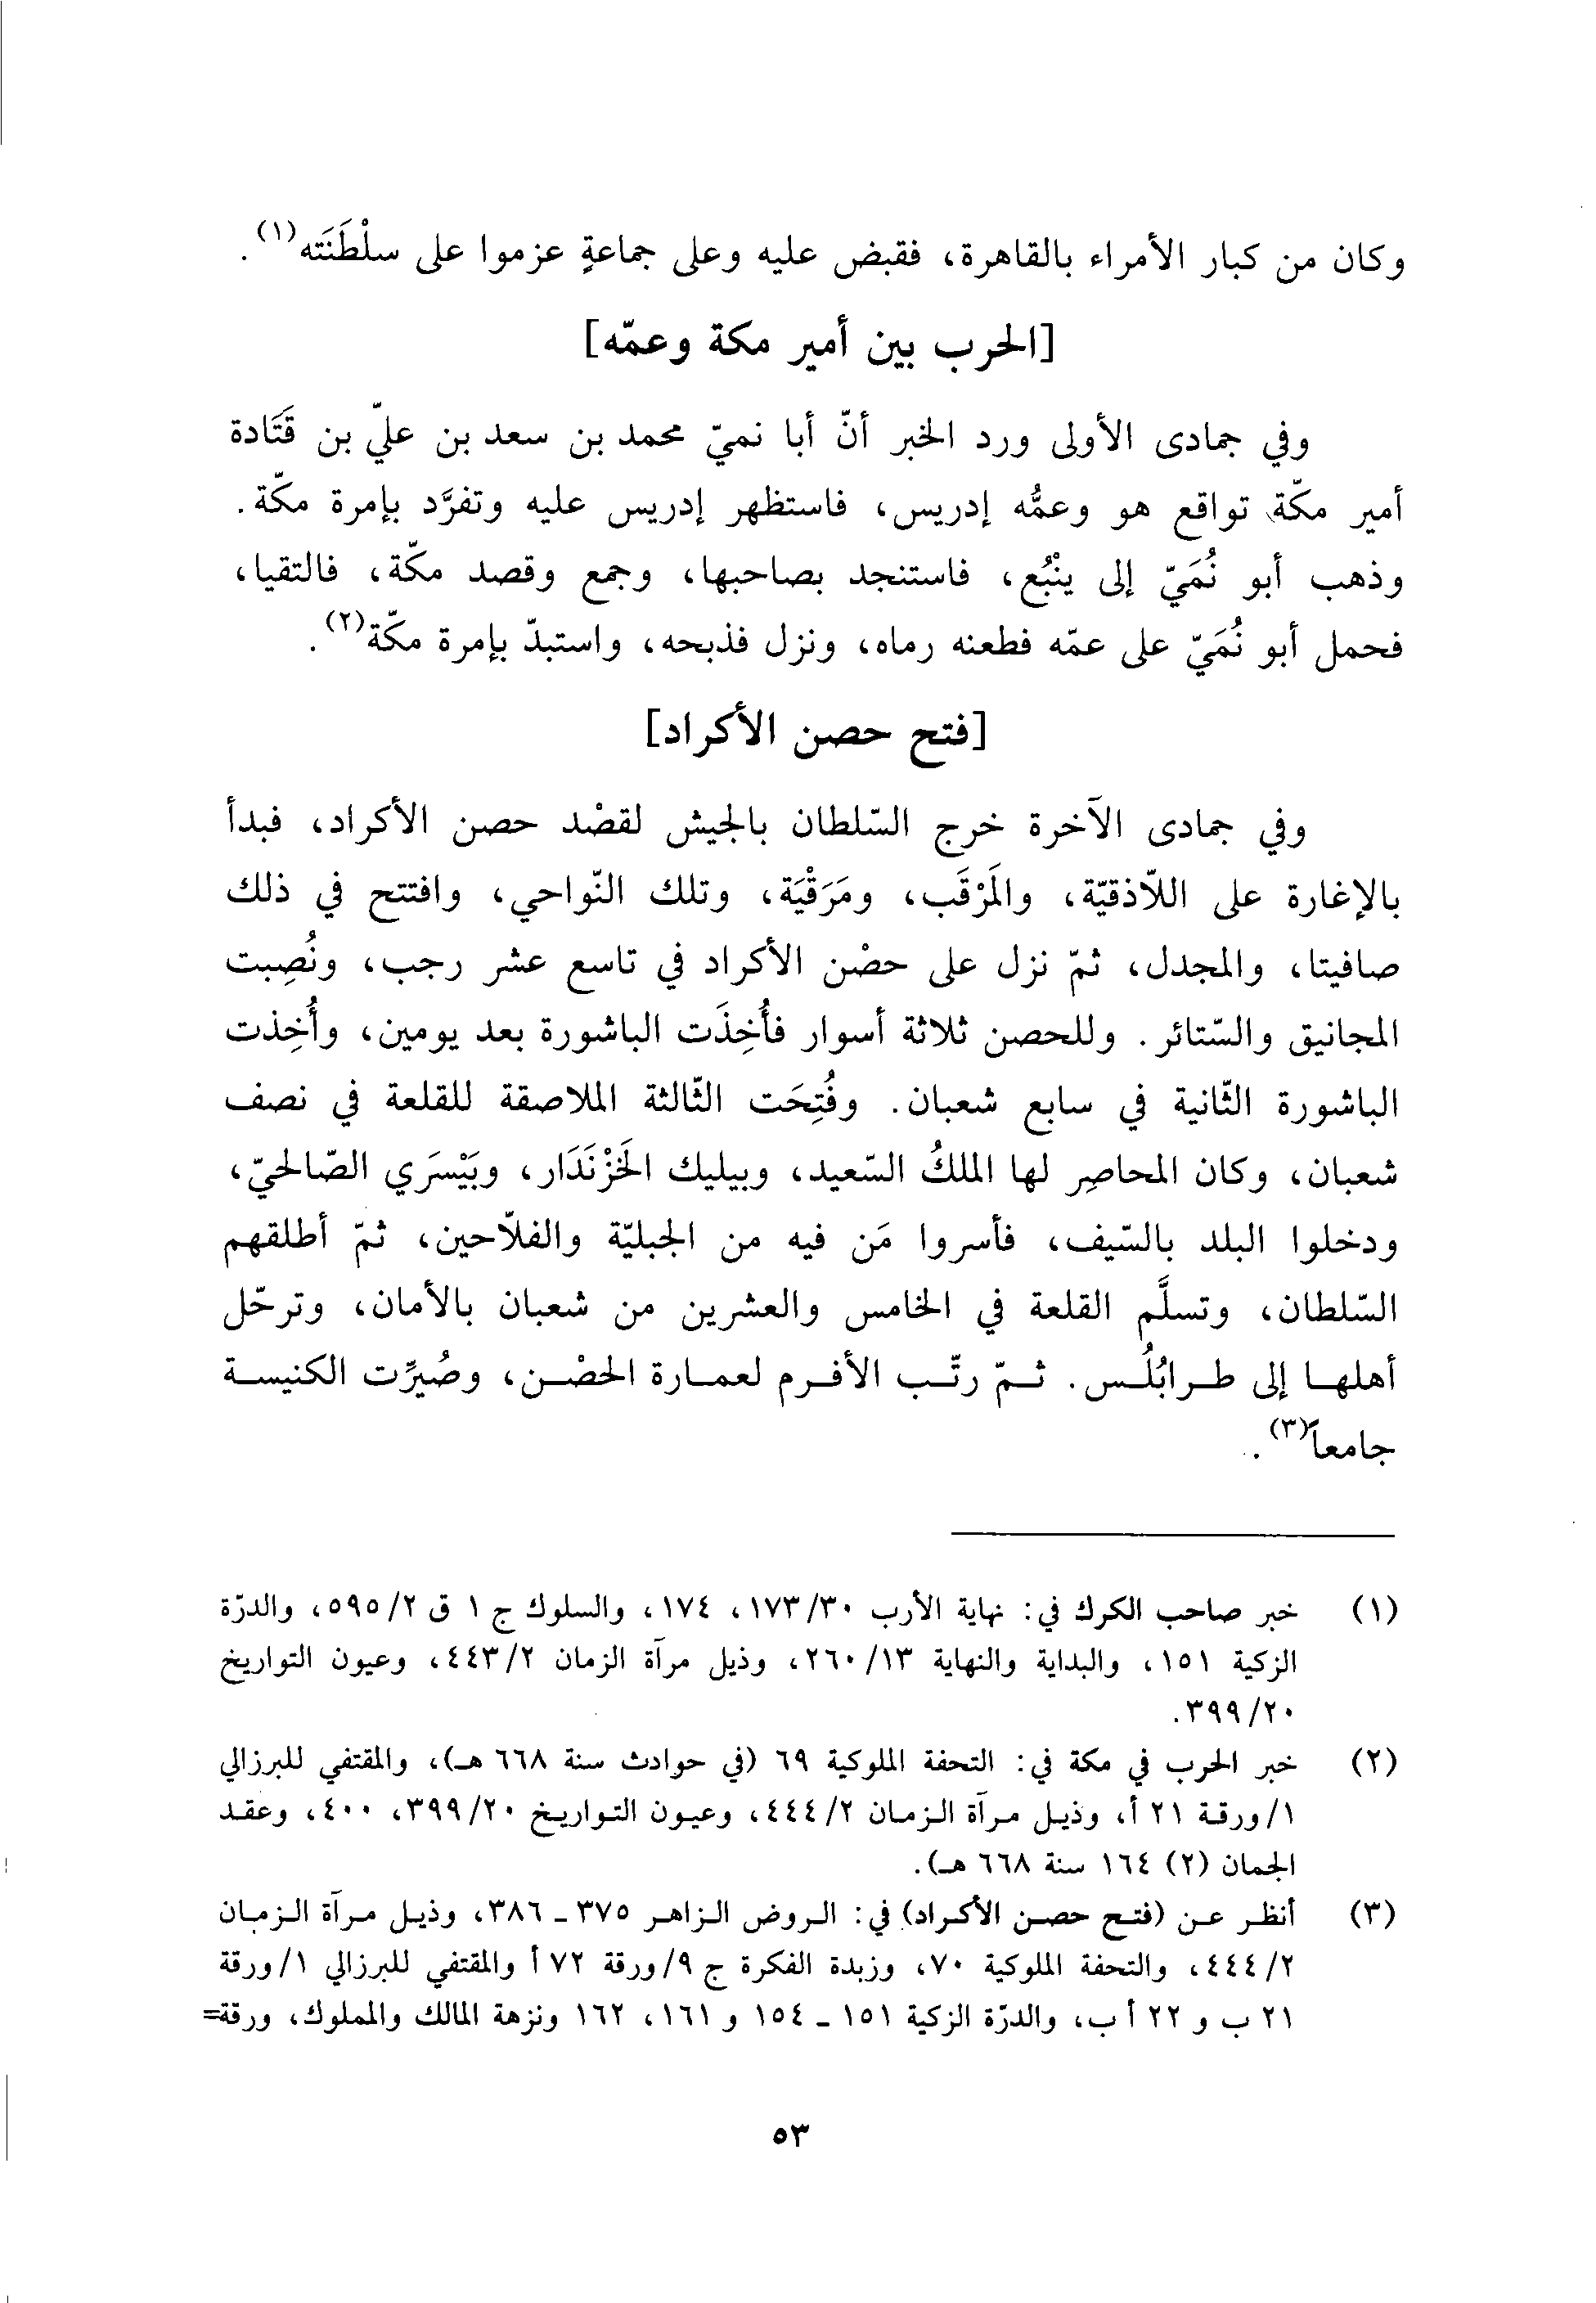 وكان من كبار الأمراء بالقاهرة، فقبض عليه وعلى جماعةٍ عزموا على سلْطَنَته(١).
[الحرب بين أمير مكة وعمّه]
وفي جمادى الأولى ورد الخبر أنّ أبا نميّ محمد بن سعد بن عليّ بن قَتَادة
أمير مكّة تواقع هو وعمُّه إدريس، فاستظهر إدريس عليه وتفرَّد بإمرة مكّة.
وذهب أبو نُمَيّ إلى ينْبُع، فاستنجد بصاحبها، وجمع وقصد مكّة، فالتقيا،
فحمل أبو نُمَيّ على عمّه فطعنه رماه، ونزل فذبحه، واستبدّ بإمرة مكّة(٢).
[فتح حصن الأكراد]
وفي جمادى الآخرة خرج السّلطان بالجيش لقصْد حصن الأكراد، فبدأ
بالإغارة على اللاّذقيّة، والمَرْقَب، ومَرَقْيَة، وتلك النّواحي، وافتتح في ذلك
صافيتا، والمجدل، ثمّ نزل على حصْن الأكراد في تاسع عشر رجب، ونُصِبت
المجانيق والسّتائر. وللحصن ثلاثة أسوار فأُخِذَت الباشورة بعد يومين، وأُخِذت
الباشورة الثّانية في سابع شعبان. وفُتِحَت الثّالثة الملاصقة للقلعة في نصف
شعبان، وكان المحاصِر لها الملكُ السّعيد، وبيليك الخَزْنَدَار، وبَيْسَري الصّالحيّ،
ودخلوا البلد بالسّيف، فأسروا مَن فيه من الجبليّة والفلاّحين، ثمّ أطلقهم
السّلطان، وتسلَّم القلعة في الخامس والعشرين من شعبان بالأمان، وترحّل
أهلها إلى طرابُلُس. ثمّ رتّب الأفرم لعمارة الحصْن، وصُيِّرت الكنيسة
جامعاً(٣).
(١) خبر صاحب الكرك في: نهاية الأرب ١٧٣/٣٠، ١٧٤، والسلوك ج ١ ق ٥٩٥/٢، والدرّة
الزكية ١٥١، والبداية والنهاية ٢٦٠/١٣، وذيل مرآة الزمان ٤٤٣/٢، وعيون التواريخ
٣٩٩/٢٠.
(٢) خبر الحرب في مكة في: التحفة الملوكية ٦٩ (في حوادث سنة ٦٦٨ هـ)، والمقتفي للبرزالي
١/ورقة ٢١ أ، وذيل مرآة الزمان ٤٤٤/٢، وعيون التواريخ ٣٩٩/٢٠، ٤٠٠، وعقد
الجمان (٢) ١٦٤ سنة ٦٦٨ هـ).
(٣) أنظر عن (فتح حصن الأكراد) في: الروض الزاهر ٣٧٥ ـ ٣٨٦، وذيل مرآة الزمان
٤٤٤/٢، والتحفة الملوكية ٧٠، وزبدة الفكرة ج ٩/ورقة ٧٢ أ والمقتفي للبرزالي ١/ورقة
٢١ ب و ٢٢ أ ب، والدرّة الزكية ١٥١ ـ ١٥٤ و ١٦١، ١٦٢ ونزهة المالك والمملوك، ورقة=
٥٣